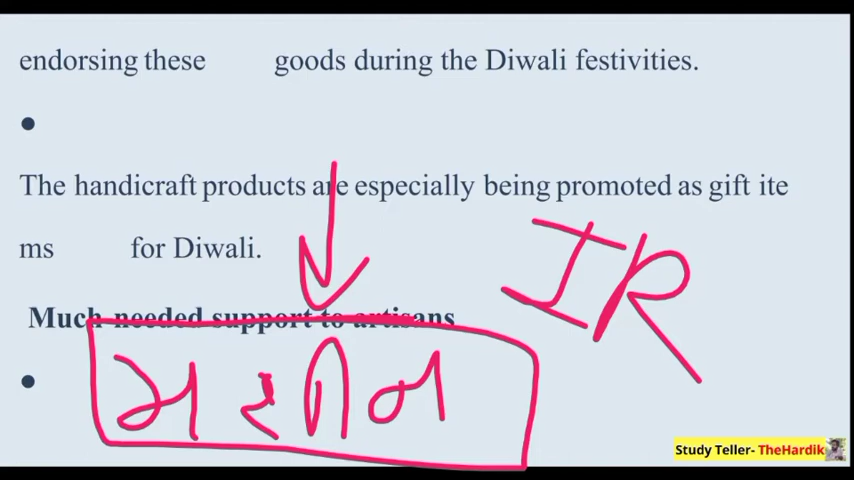 endorsing these goods during the Diwali festivities.
●
The handicraft products are especially being promoted as gift ite
ms for Diwali.
IR
Much needed support to artisans
●
Study Teller- TheHardik